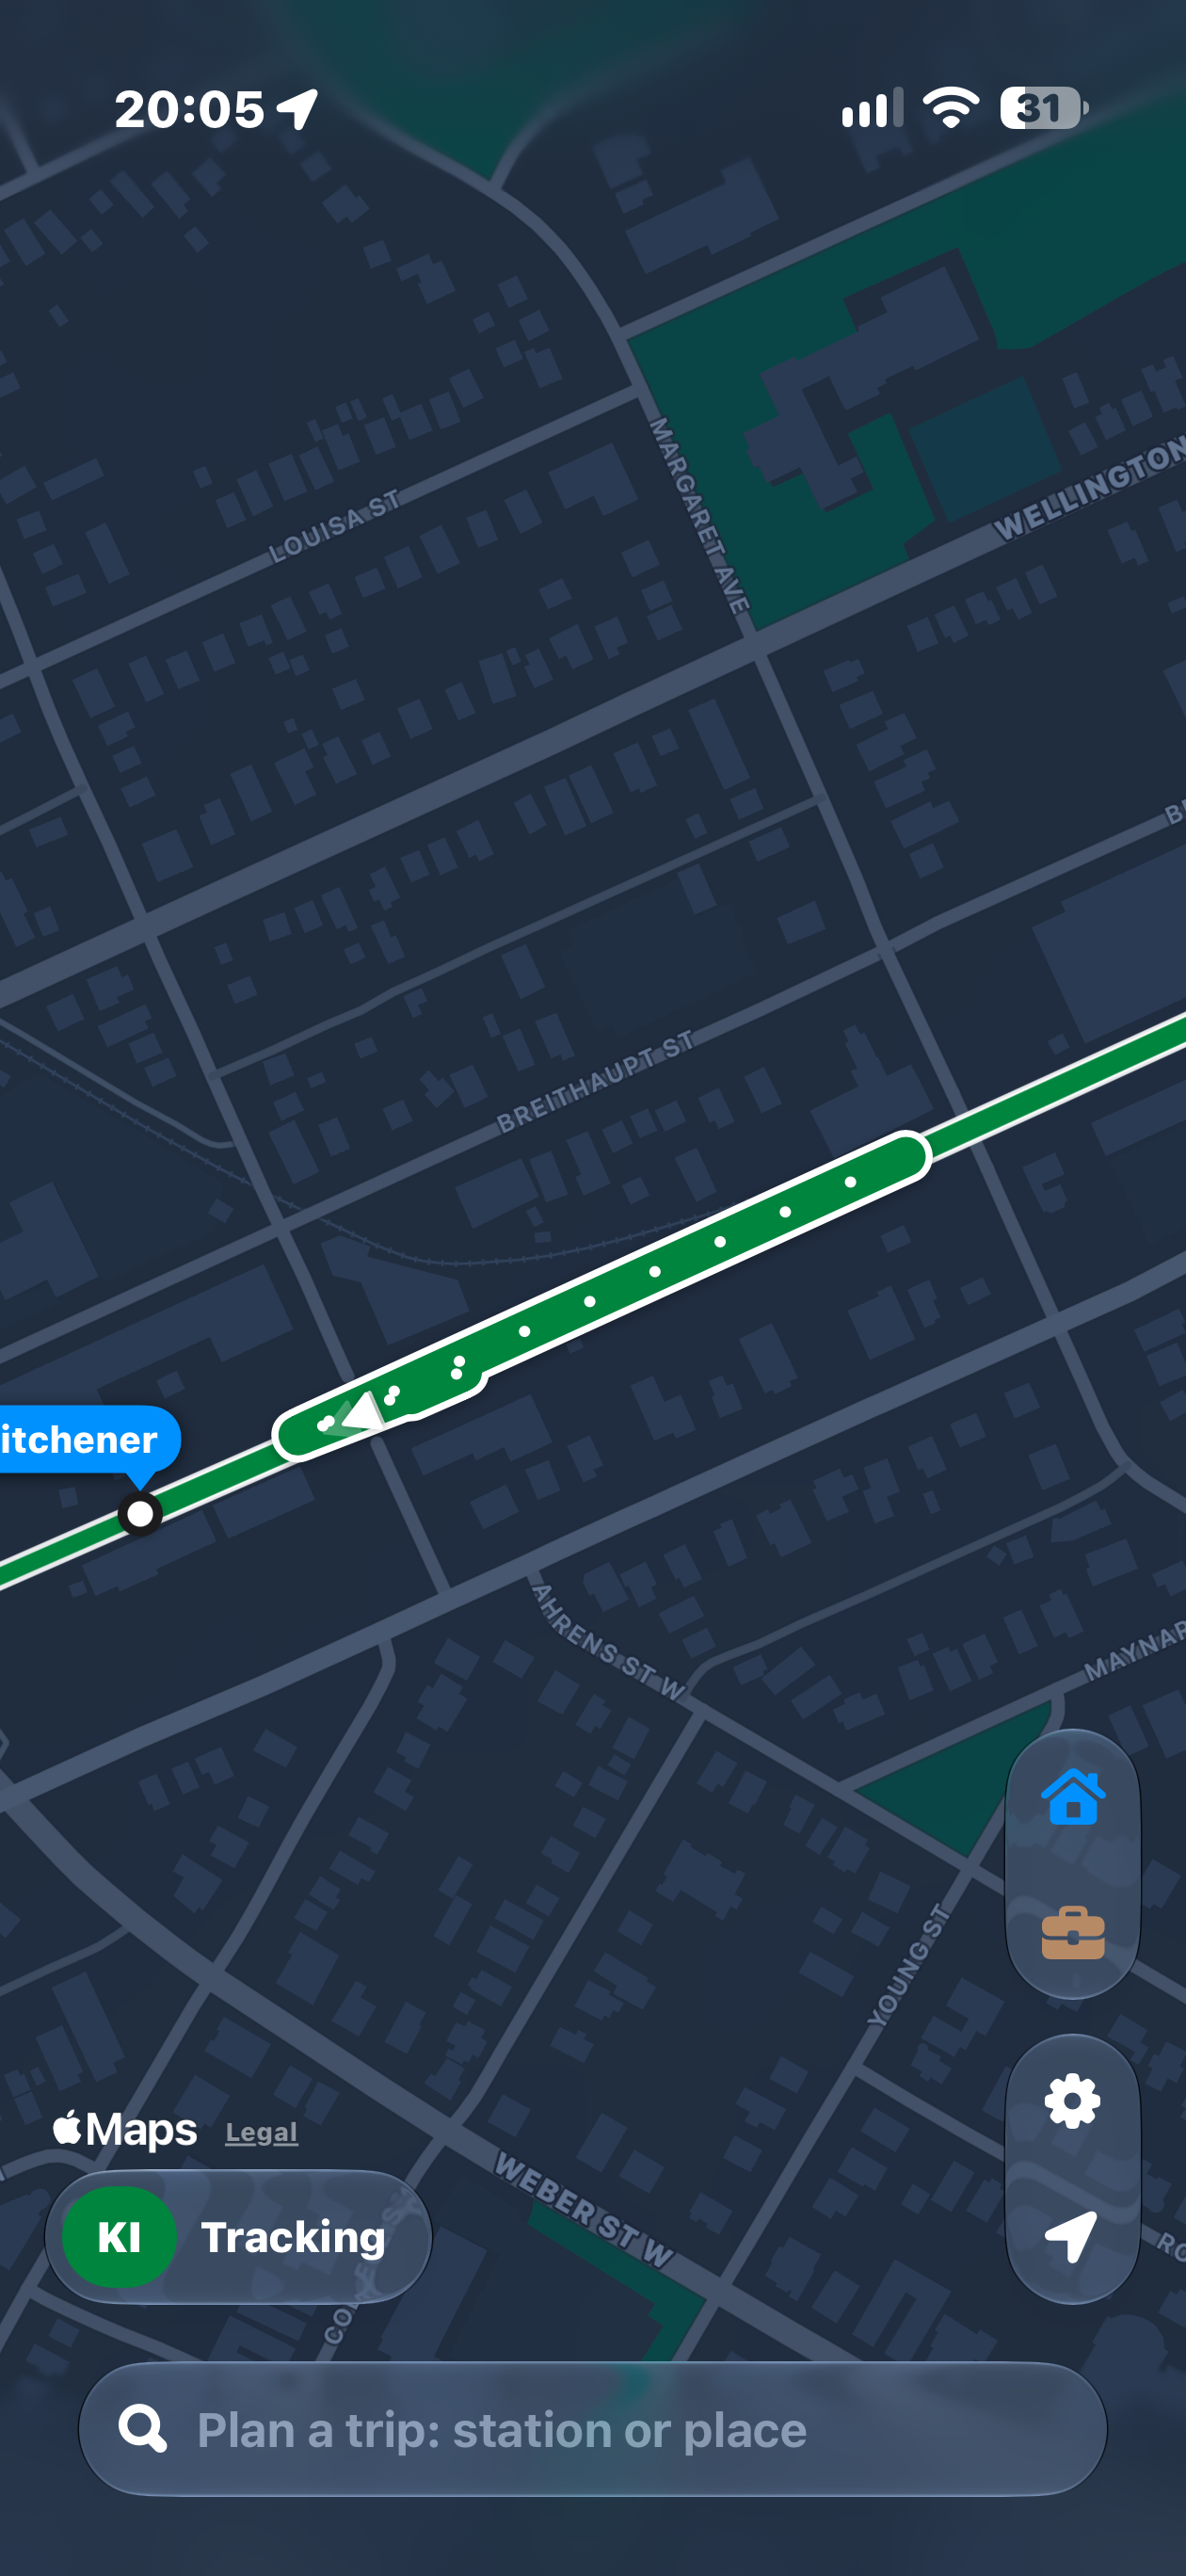 20:05
31
MARGARET AVE
WELLINGTON
LOUISA ST
BREITHAUPT ST
itchener
AHRENS ST W
MAYNAR
YOUNG ST
Maps
Legal
WEBER ST W
KI
Tracking
Plan a trip: station or place